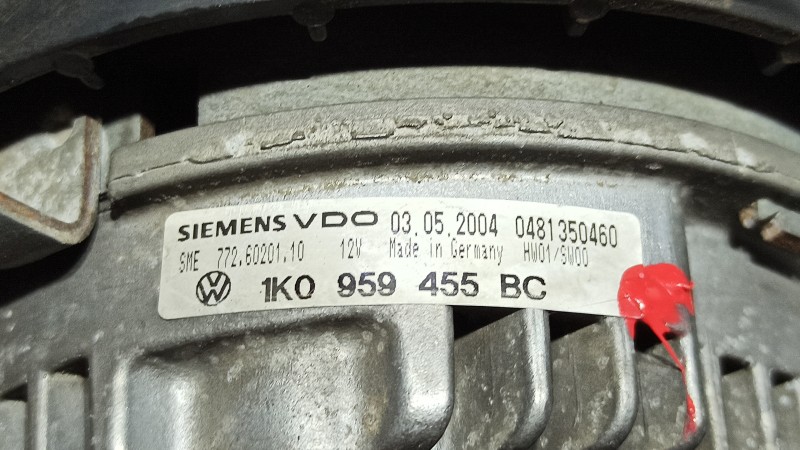 SIEMENS VDO 03.05.2004 0481350460
SME 772.60201.10 12V Made in Germany HW01/SW00
VW 1K0 959 455 BC